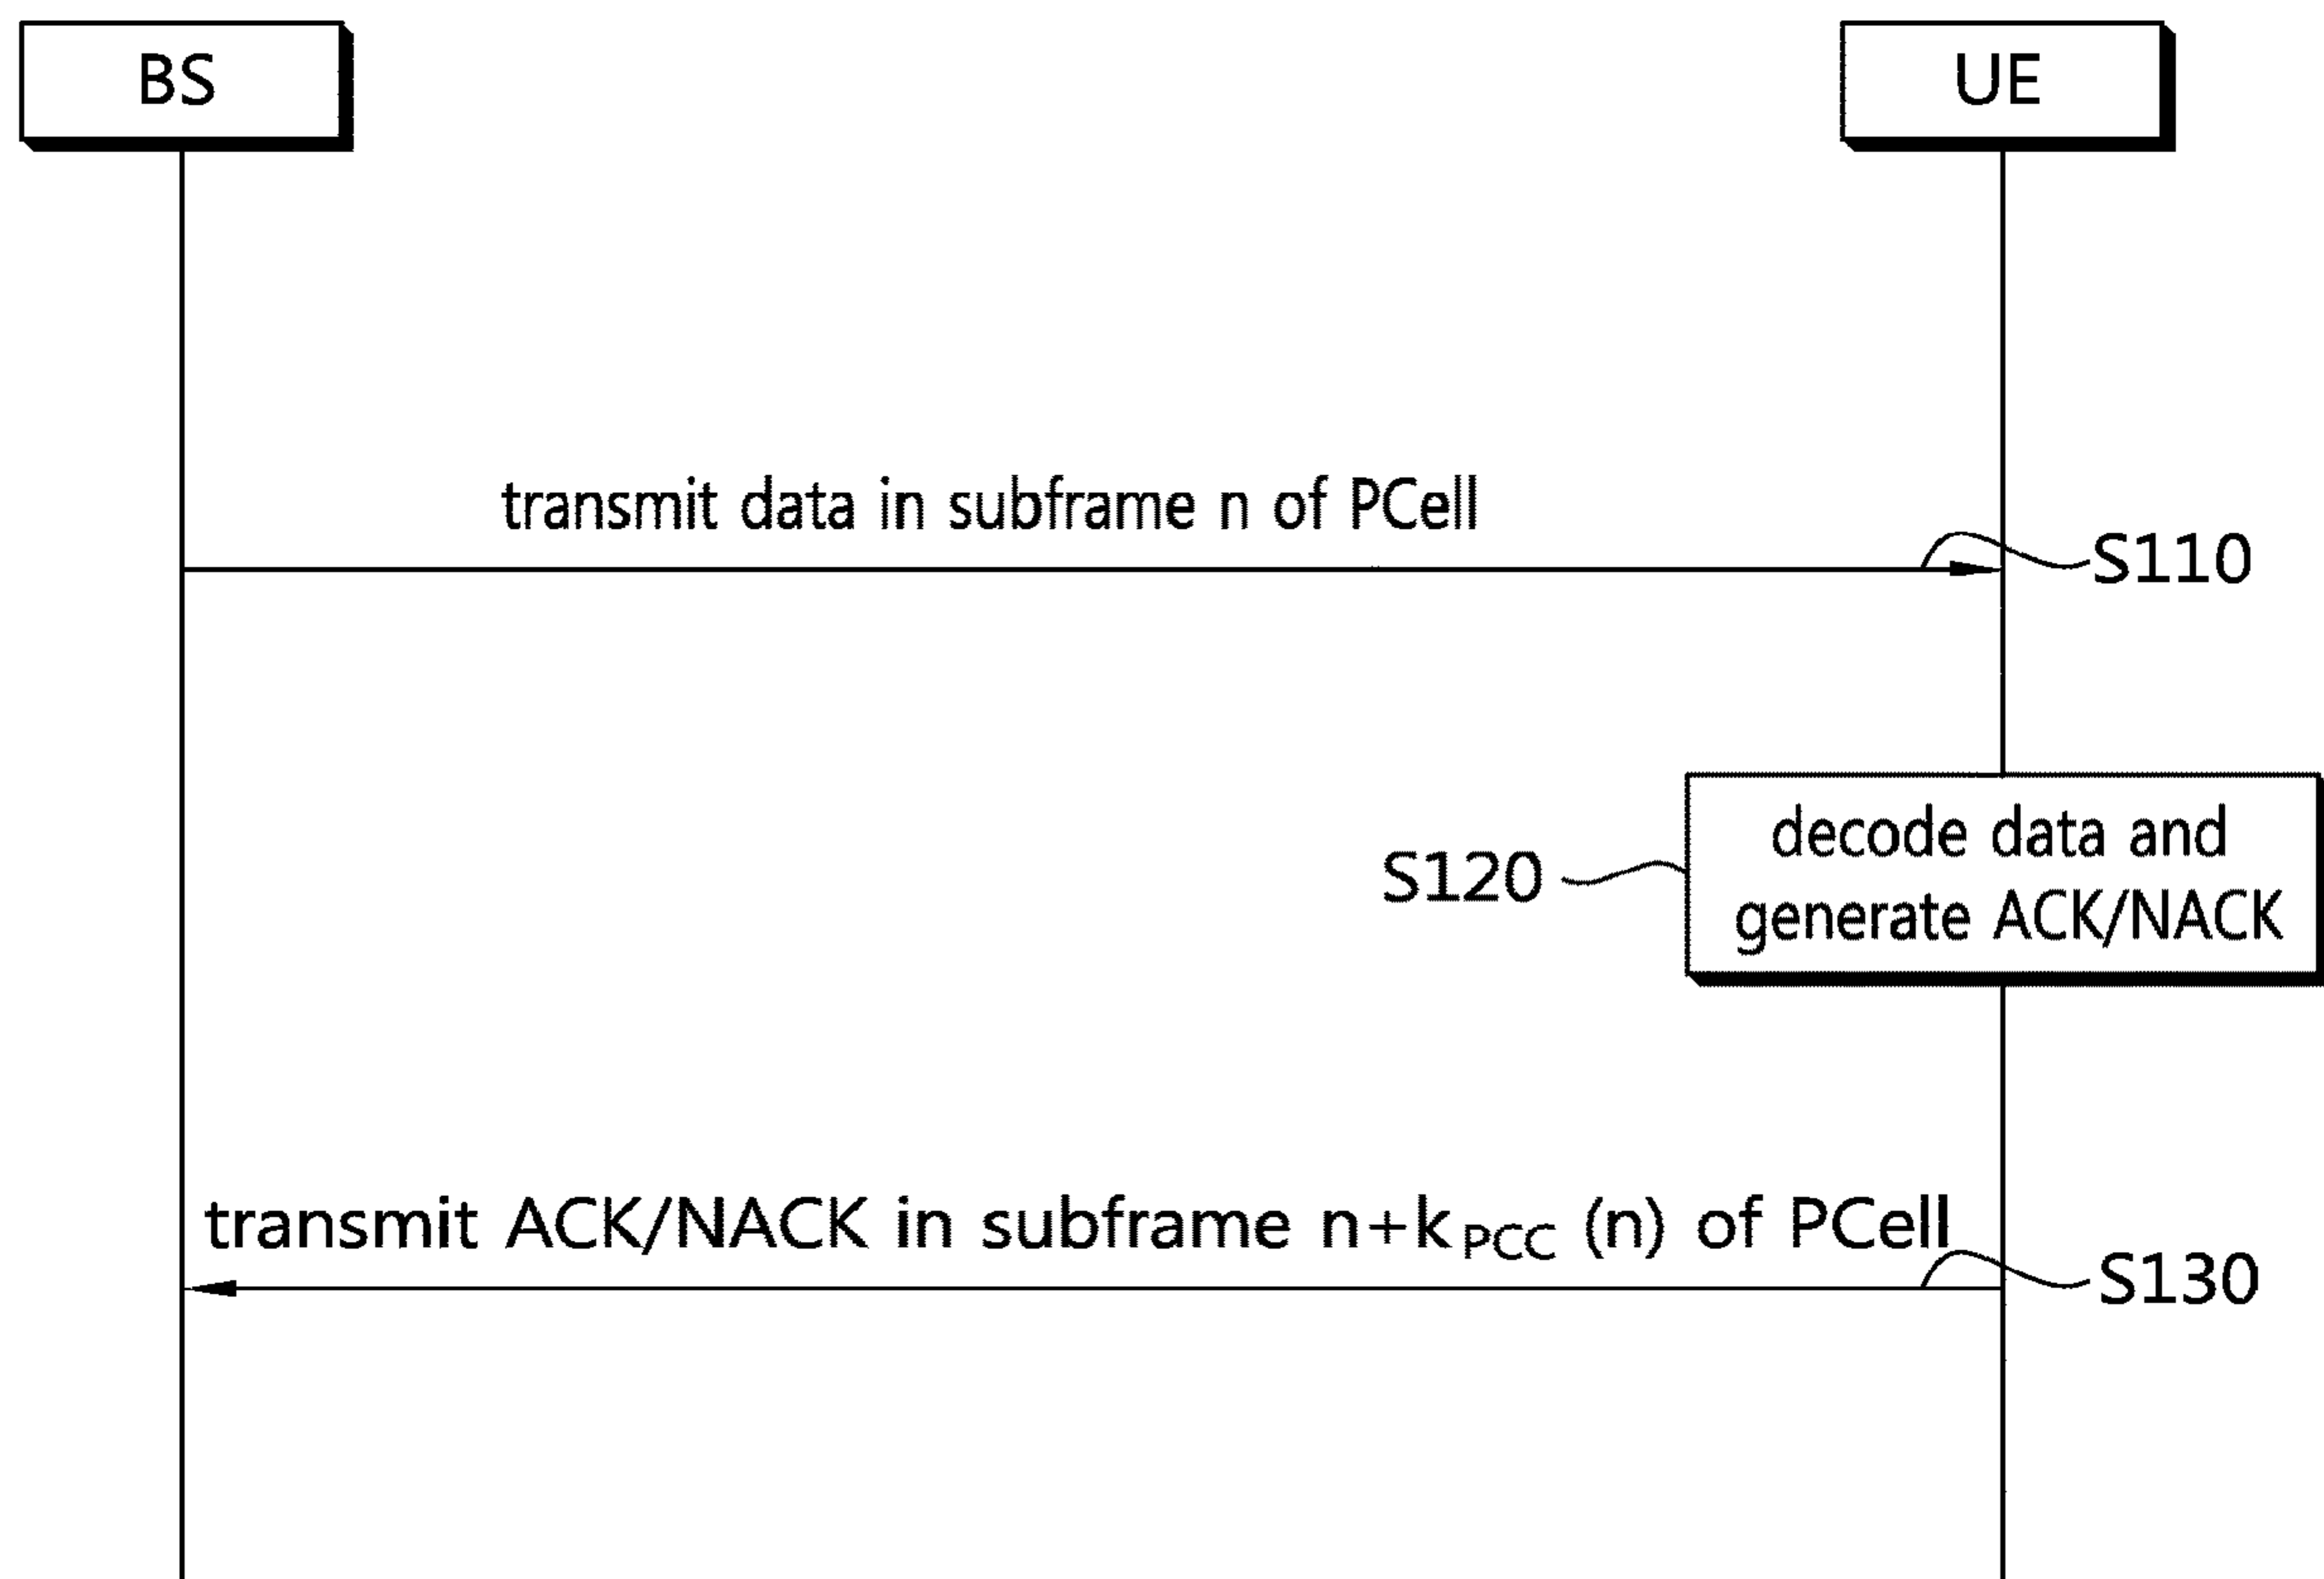 BS
UE
transmit data in subframe n of PCell
S110
decode data and
S120
generate ACK/NACK
transmit ACK/NACK in subframe n+k PCC (n) of PCell
S130